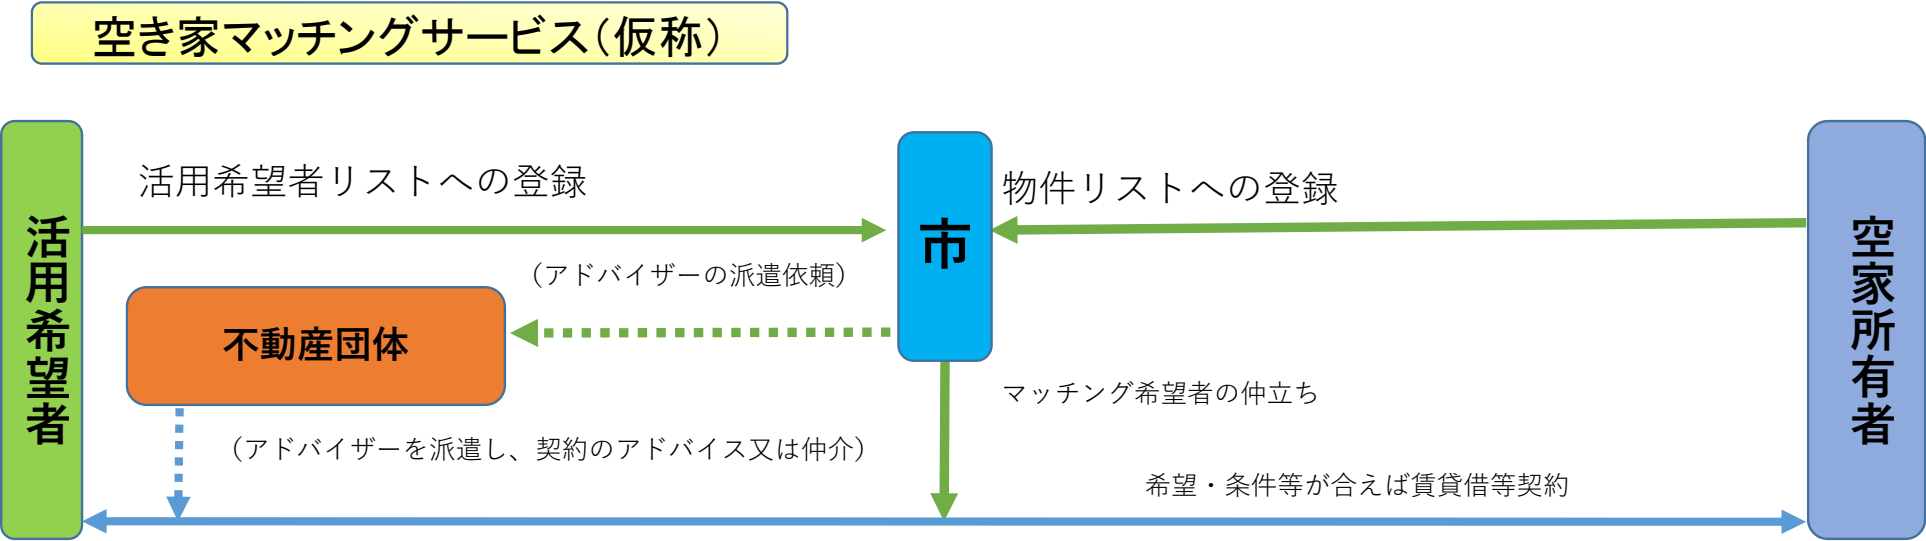 空き家マッチングサービス（仮称）
活用希望者リストへの登録
物件リストへの登録
活用希望者
市
空家所有者
（アドバイザーの派遣依頼）
不動産団体
マッチング希望者の仲立ち
（アドバイザーを派遣し、契約のアドバイス又は仲介）
希望・条件等が合えば賃貸借等契約